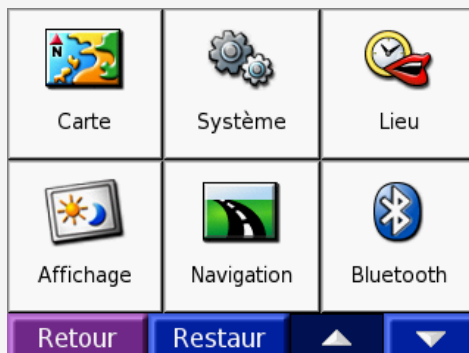 N
Carte
Système
Lieu
Affichage
Navigation
Bluetooth
Retour
Restaur